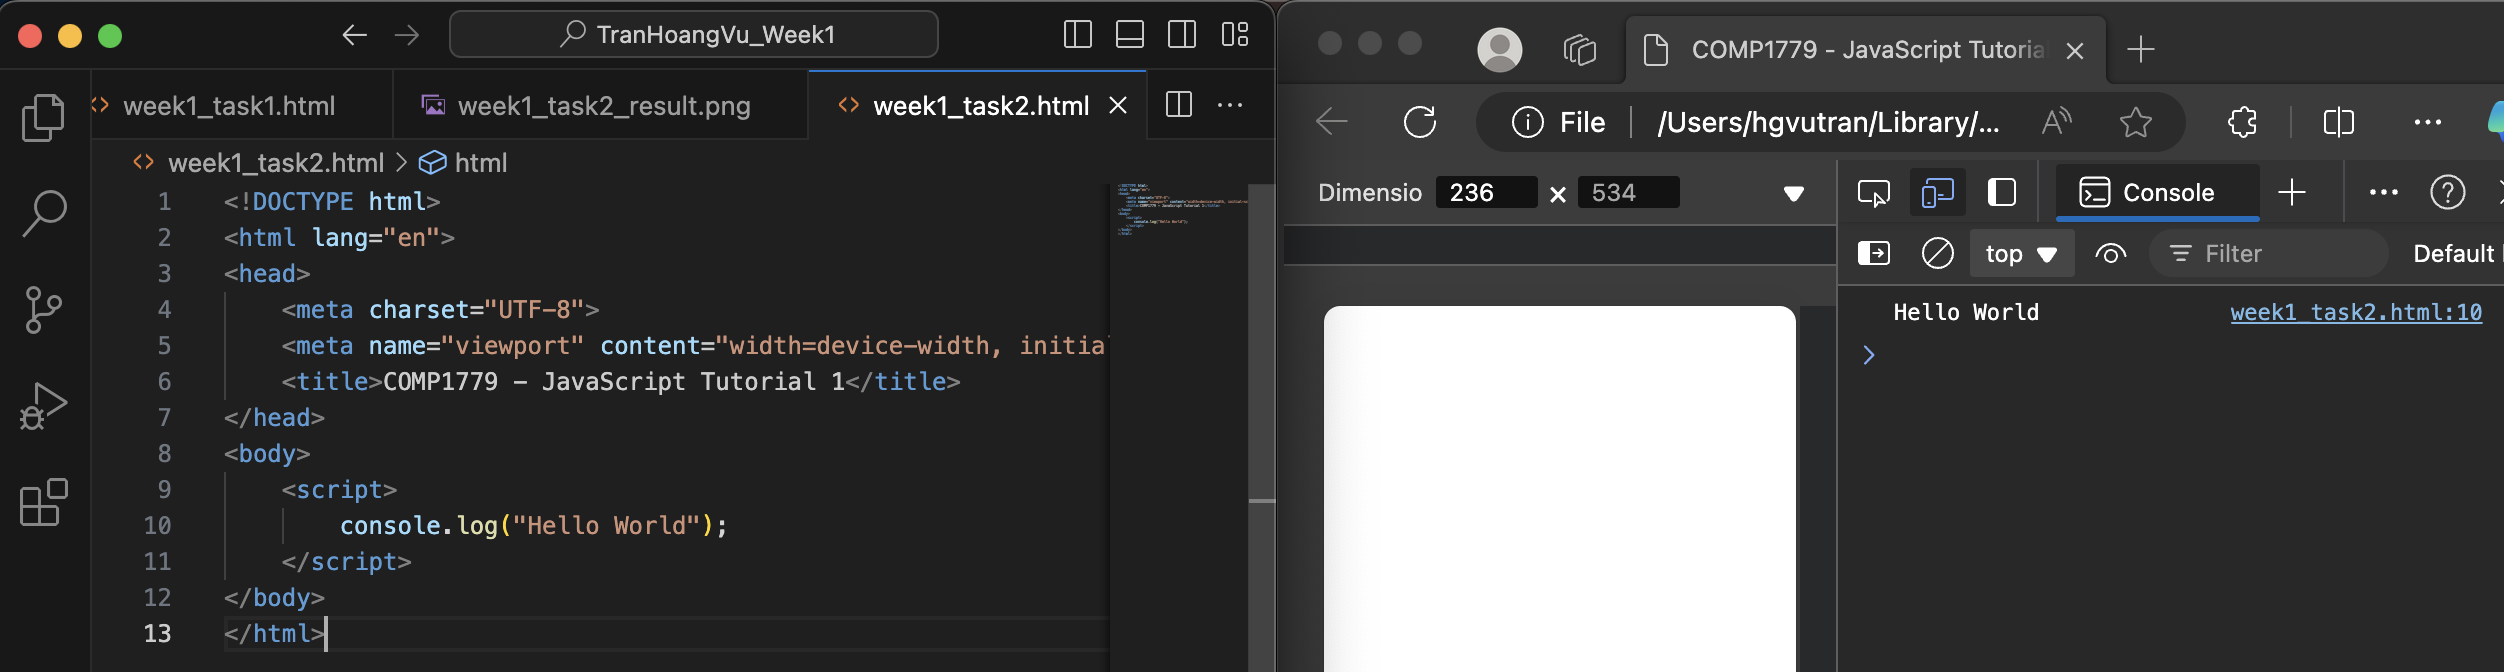 TranHoangVu_Week1
week1_task1.html
week1_task2_result.png
week1_task2.html
week1_task2.html > html
1 <!DOCTYPE html>
2 <html lang="en">
3 <head>
4 <meta charset="UTF-8">
5 <meta name="viewport" content="width=device-width, initial
6 <title>COMP1779 - JavaScript Tutorial 1</title>
7 </head>
8 <body>
9 <script>
10 console.log("Hello World");
11 </script>
12 </body>
13 </html>
COMP1779 - JavaScript Tutoria
File | /Users/hgvutran/Library/...
Dimensio 236 × 534
Console
top
Filter
Default
Hello World week1_task2.html:10